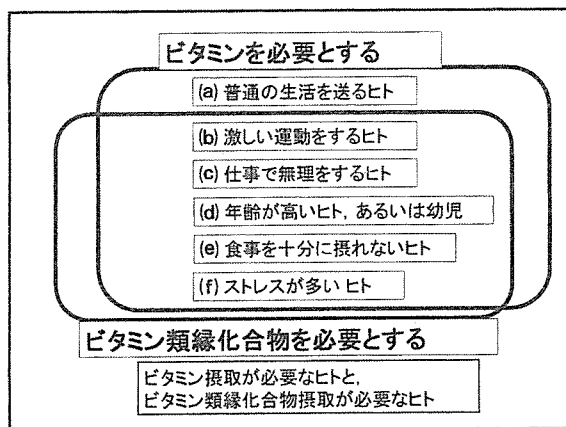 ビタミンを必要とする
(a) 普通の生活を送るヒト
(b) 激しい運動をするヒト
(c) 仕事で無理をするヒト
(d) 年齢が高いヒト, あるいは幼児
(e) 食事を十分に摂れないヒト
(f) ストレスが多い ヒト
ビタミン類縁化合物を必要とする
ビタミン摂取が必要なヒトと,
ビタミン類縁化合物摂取が必要なヒト